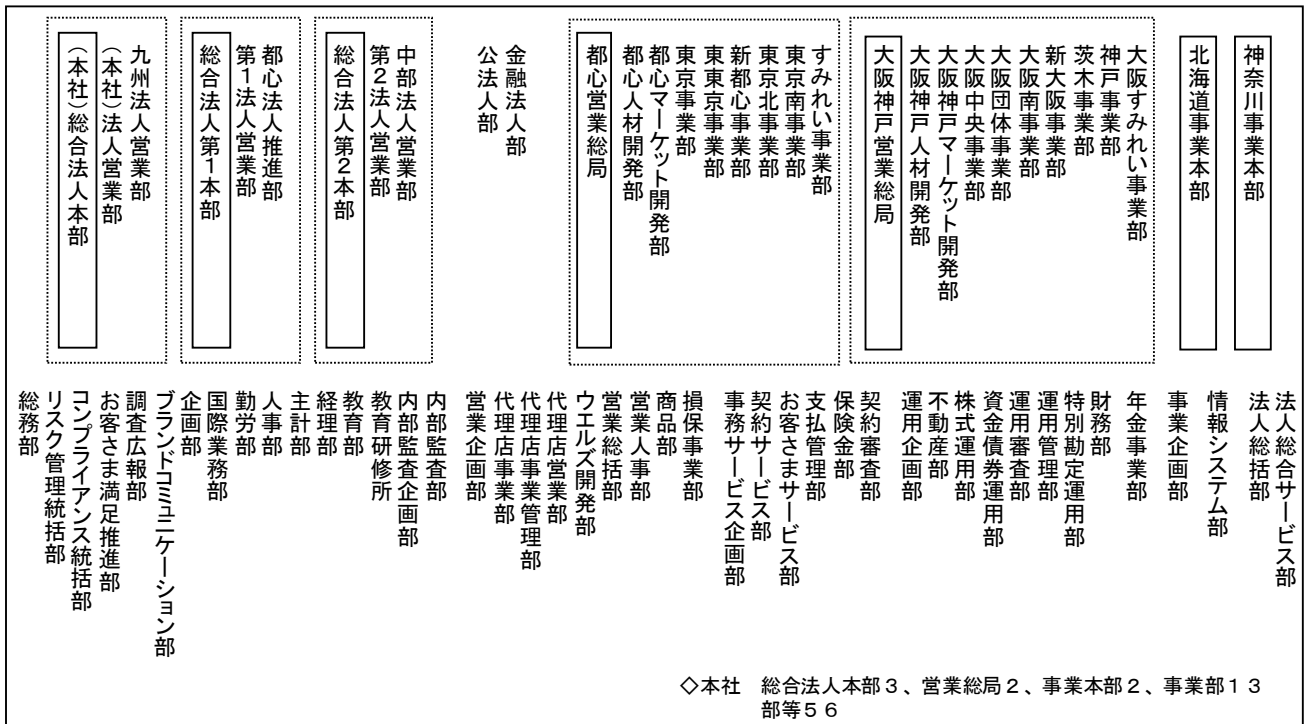 神奈川事業本部
北海道事業本部
大阪すみれい事業部
神戸事業部
茨木事業部
新大阪事業部
大阪南事業部
大阪団体事業部
大阪中央事業部
大阪神戸マーケット開発部
大阪神戸人材開発部
大阪神戸営業総局
すみれい事業部
東京南事業部
東京北事業部
新都心事業部
東東京事業部
東京事業部
都心マーケット開発部
都心人材開発部
都心営業総局
金融法人部
公法人部
中部法人営業部
第２法人営業部
総合法人第２本部
都心法人推進部
第１法人営業部
総合法人第１本部
九州法人営業部
（本社）法人営業部
（本社）総合法人本部
法人総合サービス部
法人総括部
情報システム部
事業企画部
年金事業部
財務部
特別勘定運用部
運用管理部
運用審査部
資金債券運用部
株式運用部
不動産部
運用企画部
契約審査部
保険金部
支払管理部
お客さまサービス部
契約サービス部
事務サービス企画部
損保事業部
商品部
営業人事部
営業総括部
ウエルズ開発部
代理店営業部
代理店事業管理部
代理店事業部
営業企画部
内部監査部
内部監査企画部
教育研修所
教育部
経理部
主計部
人事部
勤労部
国際業務部
企画部
ブランドコミュニケーション部
調査広報部
お客さま満足推進部
コンプライアンス統括部
リスク管理統括部
総務部
◇本社　総合法人本部３、営業総局２、事業本部２、事業部１３
部等５６